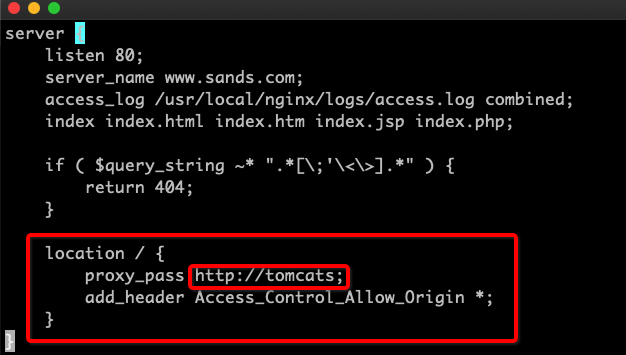 server {
listen 80;
server_name www.sands.com;
access_log /usr/local/nginx/logs/access.log combined;
index index.html index.htm index.jsp index.php;
if ( $query_string ~* ".*[\;'\<\>].*" ) {
return 404;
}
location / {
proxy_pass http://tomcats;
add_header Access_Control_Allow_Origin *;
}
}